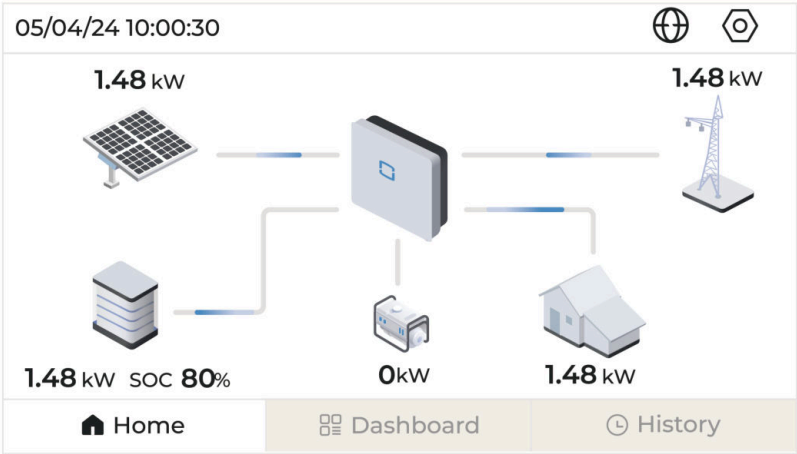 05/04/24 10:00:30
1.48 kW
1.48 kW
1.48 kW SOC 80%
0kW
1.48 kW
Home
Dashboard
History